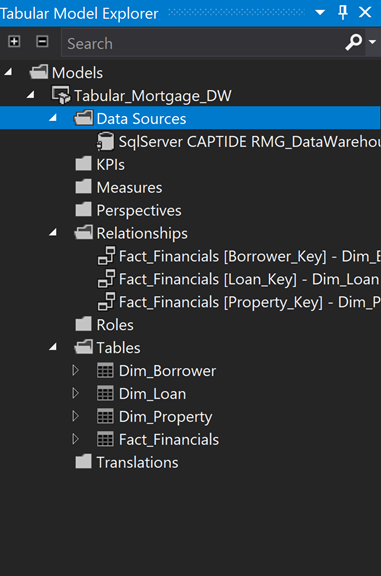 Tabular Model Explorer
Search
Models
Tabular_Mortgage_DW
Data Sources
SqlServer CAPTIDE RMG_DataWarehou
KPIs
Measures
Perspectives
Relationships
Fact_Financials [Borrower_Key] - Dim_B
Fact_Financials [Loan_Key] - Dim_Loan
Fact_Financials [Property_Key] - Dim_P
Roles
Tables
Dim_Borrower
Dim_Loan
Dim_Property
Fact_Financials
Translations